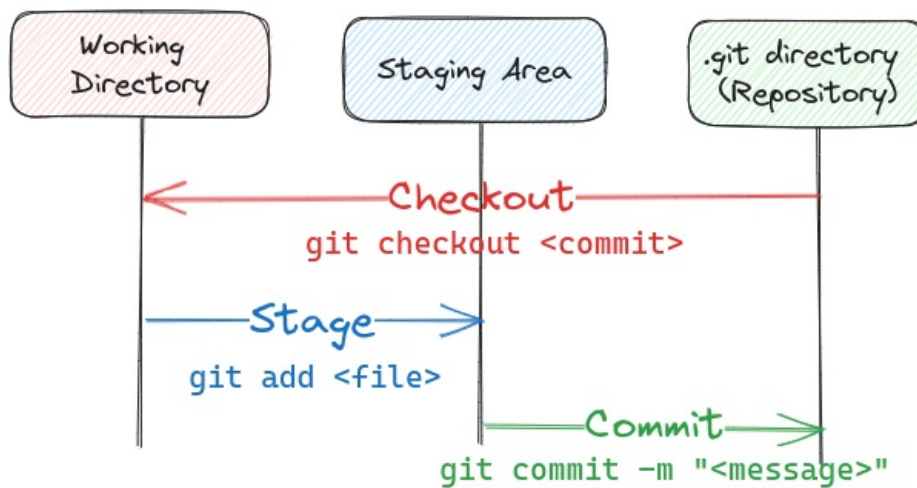 Working
Directory
Staging Area
.git directory
(Repository)
Checkout
git checkout <commit>
Stage
git add <file>
Commit
git commit -m "<message>"